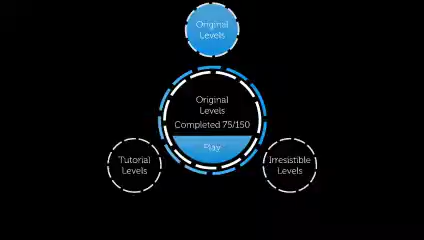 Original
Levels
Original
Levels
Completed 75/150
Play
Tutorial
Levels
Irresistible
Levels